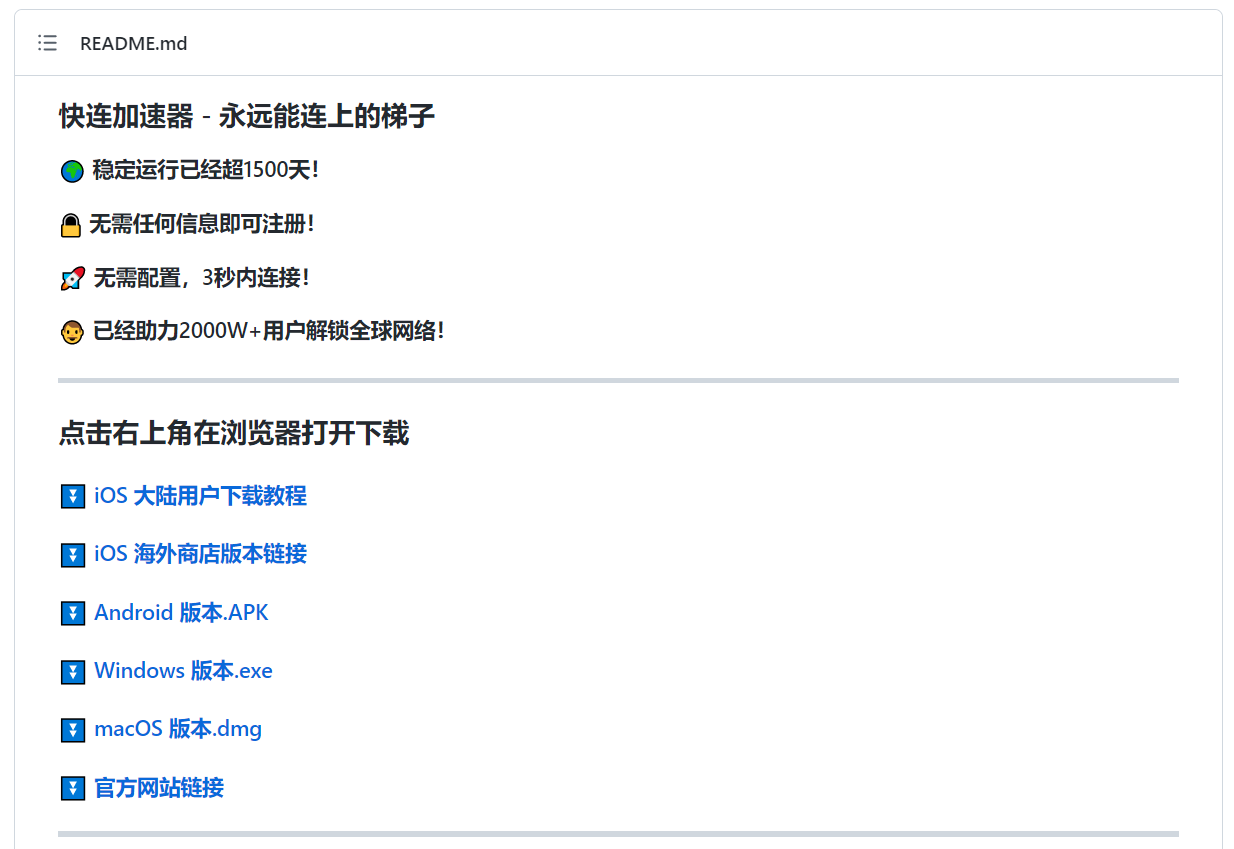 README.md
快连加速器 - 永远能连上的梯子
🌍 稳定运行已经超1500天！
🔒 无需任何信息即可注册！
🚀 无需配置，3秒内连接！
👨 已经助力2000W+用户解锁全球网络！
点击右上角在浏览器打开下载
⏬ iOS 大陆用户下载教程
⏬ iOS 海外商店版本链接
⏬ Android 版本.APK
⏬ Windows 版本.exe
⏬ macOS 版本.dmg
⏬ 官方网站链接